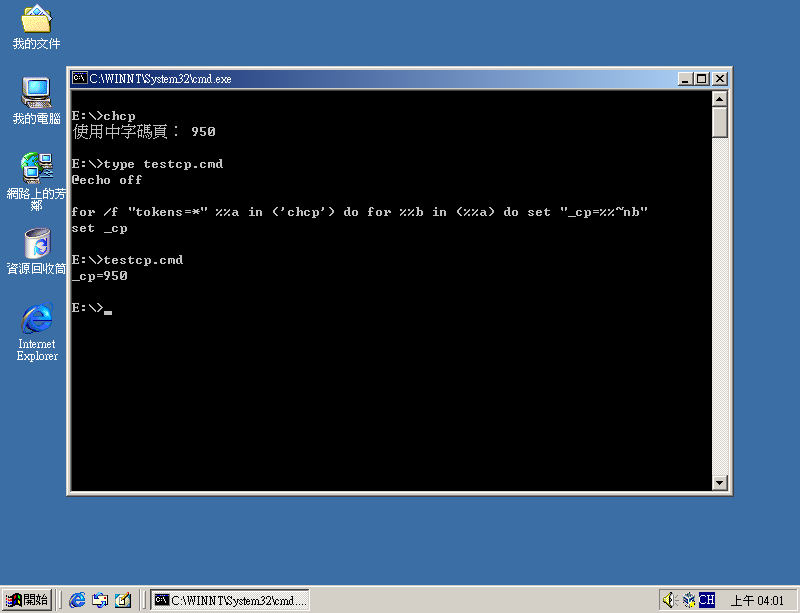 我的文件
我的電腦
網路上的芳
鄰
資源回收筒
Internet
Explorer
C:\WINNT\System32\cmd.exe
E:\>chcp
使用中字碼頁： 950
E:\>type testcp.cmd
@echo off
for /f "tokens=*" %%a in ('chcp') do for %%b in (%%a) do set "_cp=%%~nb"
set _cp
E:\>testcp.cmd
_cp=950
E:\>
開始
C:\WINNT\System32\cmd....
CH
上午 04:01